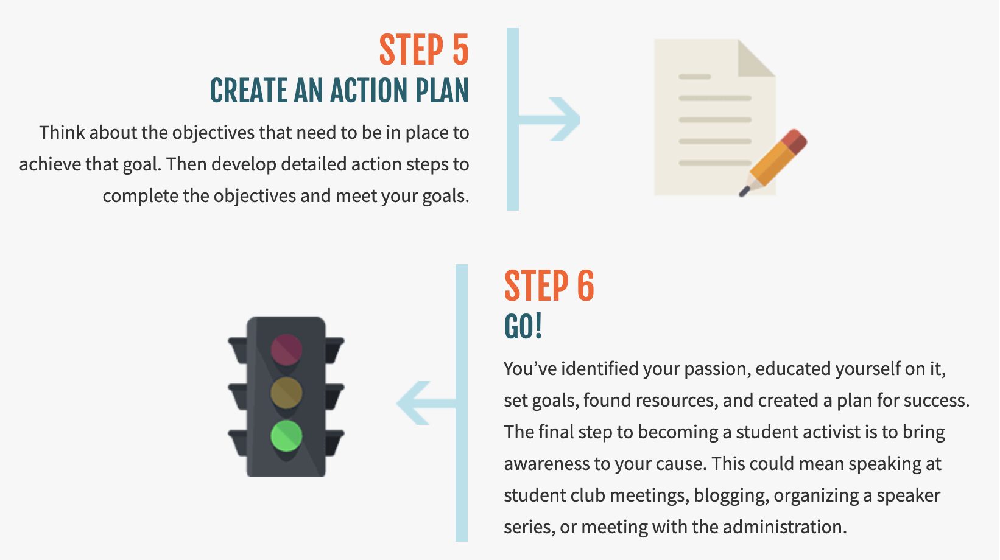 STEP 5
CREATE AN ACTION PLAN
Think about the objectives that need to be in place to
achieve that goal. Then develop detailed action steps to
complete the objectives and meet your goals.
STEP 6
GO!
You’ve identified your passion, educated yourself on it,
set goals, found resources, and created a plan for success.
The final step to becoming a student activist is to bring
awareness to your cause. This could mean speaking at
student club meetings, blogging, organizing a speaker
series, or meeting with the administration.